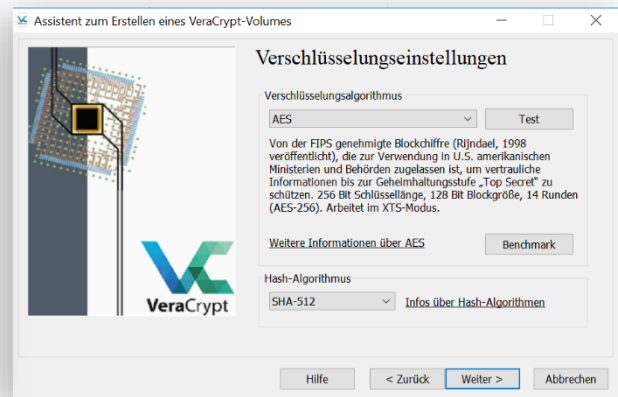 Assistent zum Erstellen eines VeraCrypt-Volumes
Verschlüsselungseinstellungen
Verschlüsselungsalgorithmus
AES
Test
Von der FIPS genehmigte Blockchiffre (Rijndael, 1998
veröffentlicht), die zur Verwendung in U.S. amerikanischen
Ministerien und Behörden zugelassen ist, um vertrauliche
Informationen bis zur Geheimhaltungsstufe „Top Secret" zu
schützen. 256 Bit Schlüssellänge, 128 Bit Blockgröße, 14 Runden
(AES-256). Arbeitet im XTS-Modus.
Weitere Informationen über AES
Benchmark
Hash-Algorithmus
SHA-512
Infos über Hash-Algorithmen
VeraCrypt
Hilfe
< Zurück
Weiter >
Abbrechen